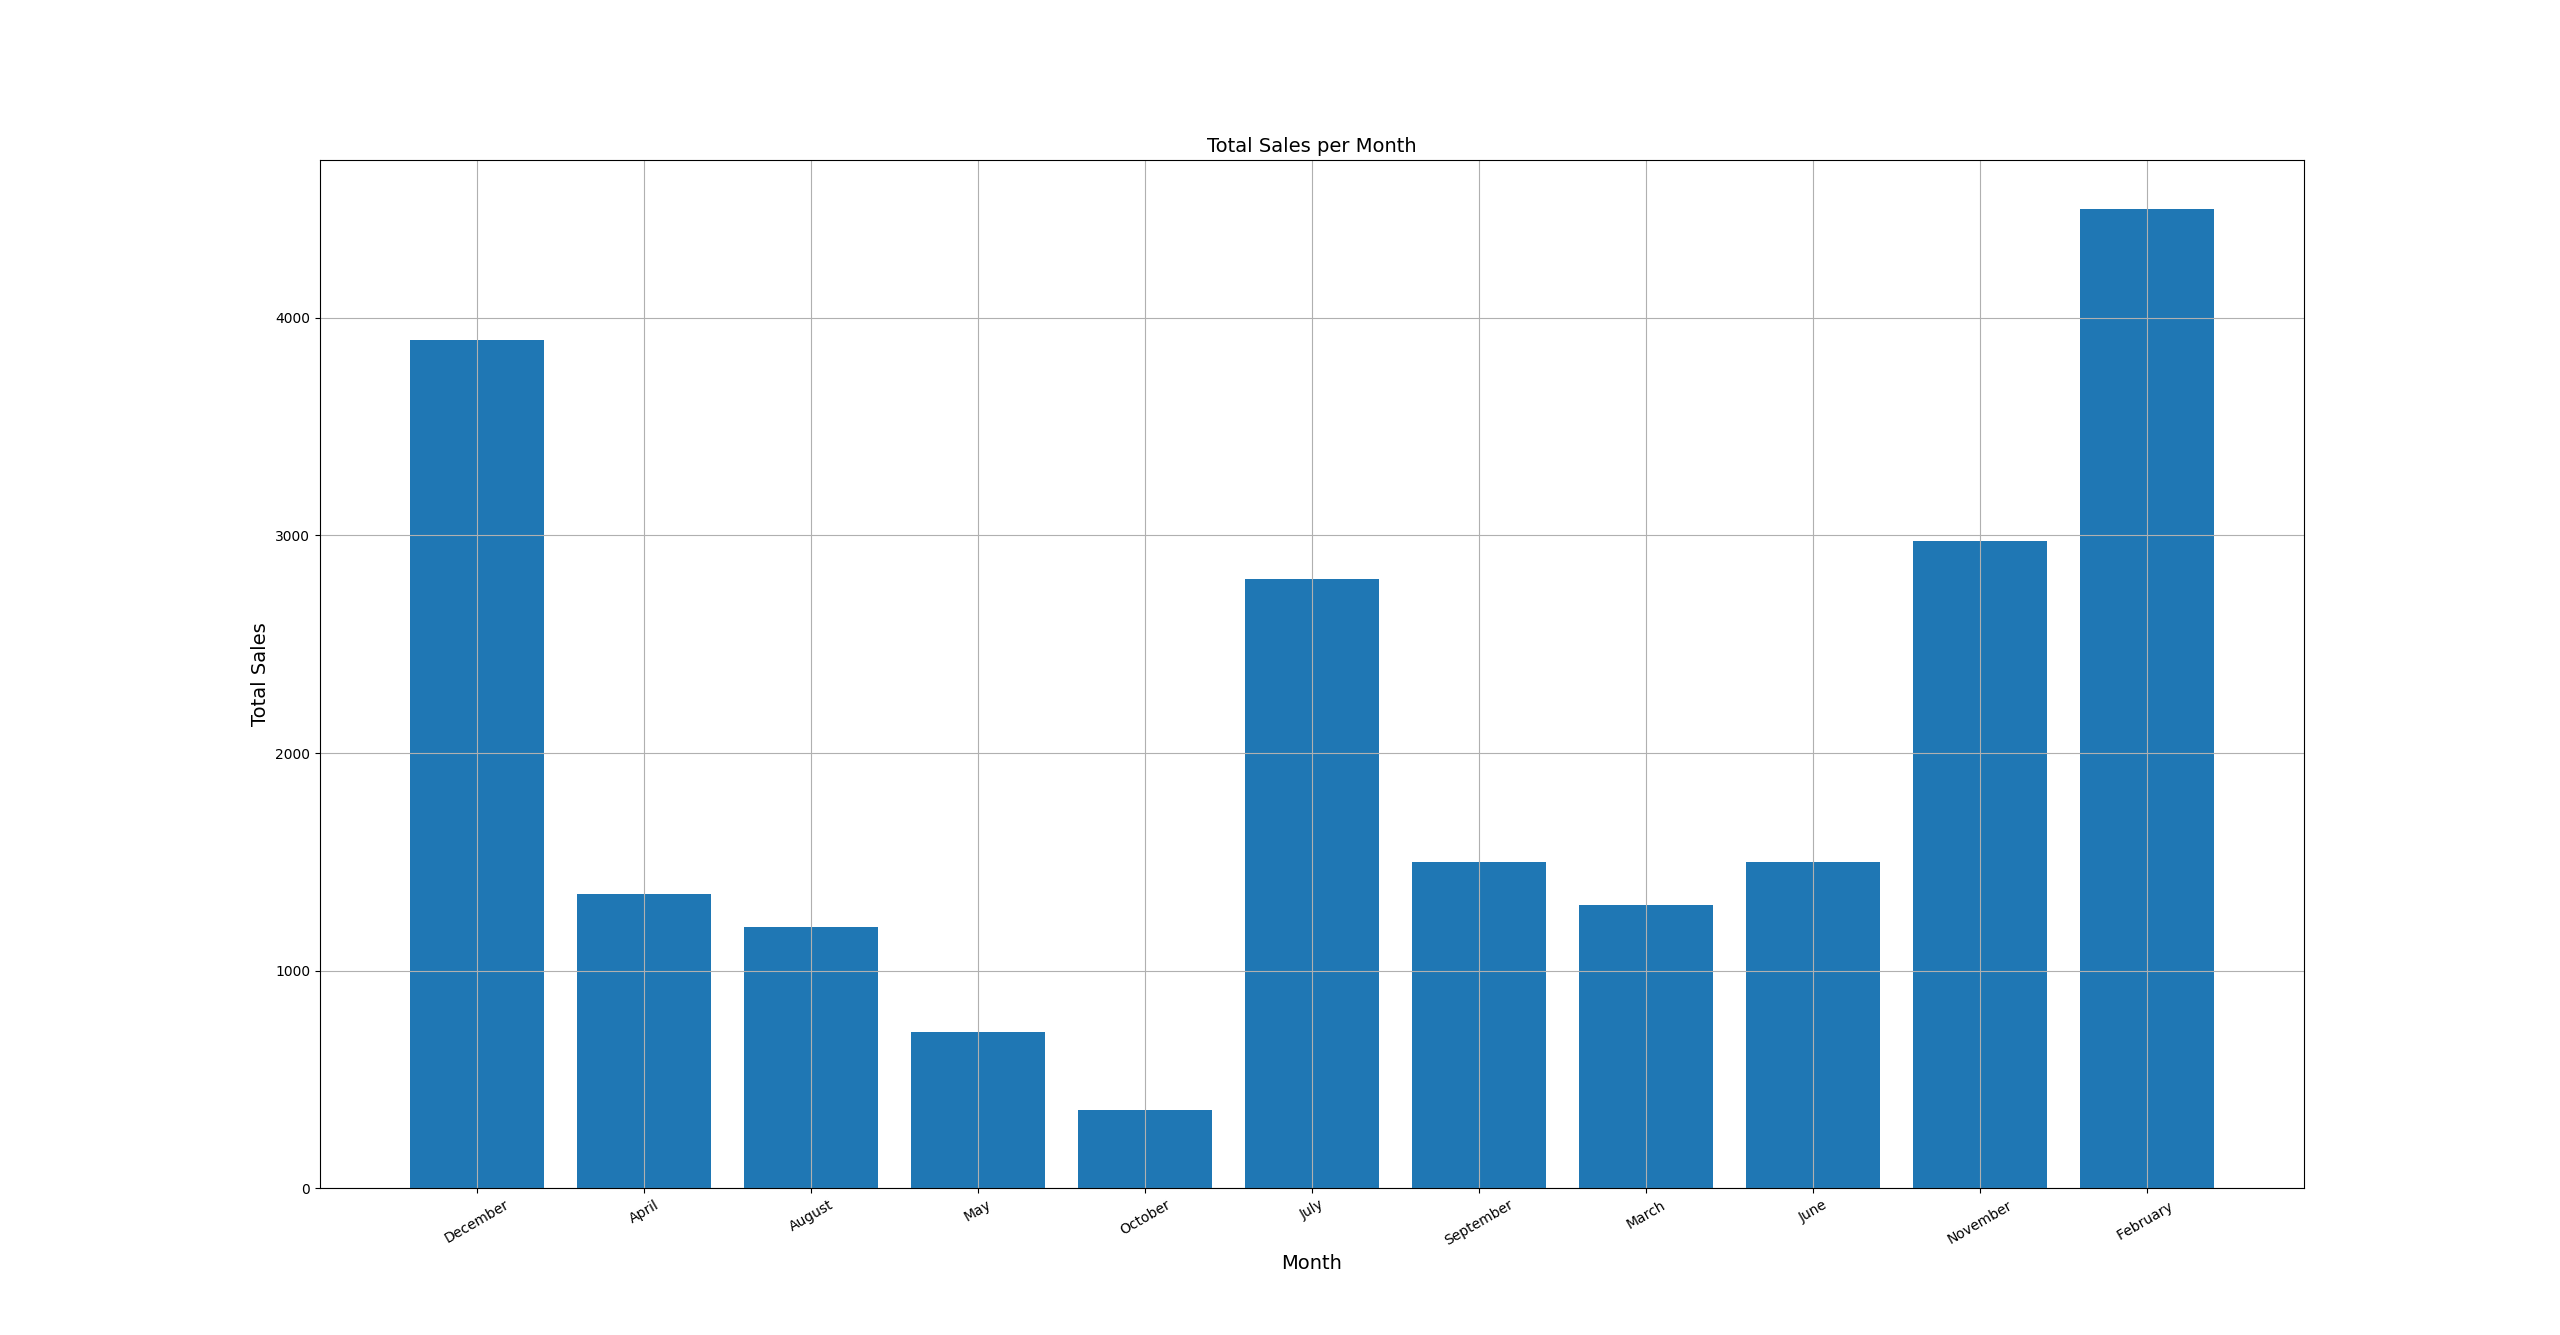 Total Sales per Month
Total Sales
4000
3000
2000
1000
0
December April August May October July September March June November February
Month